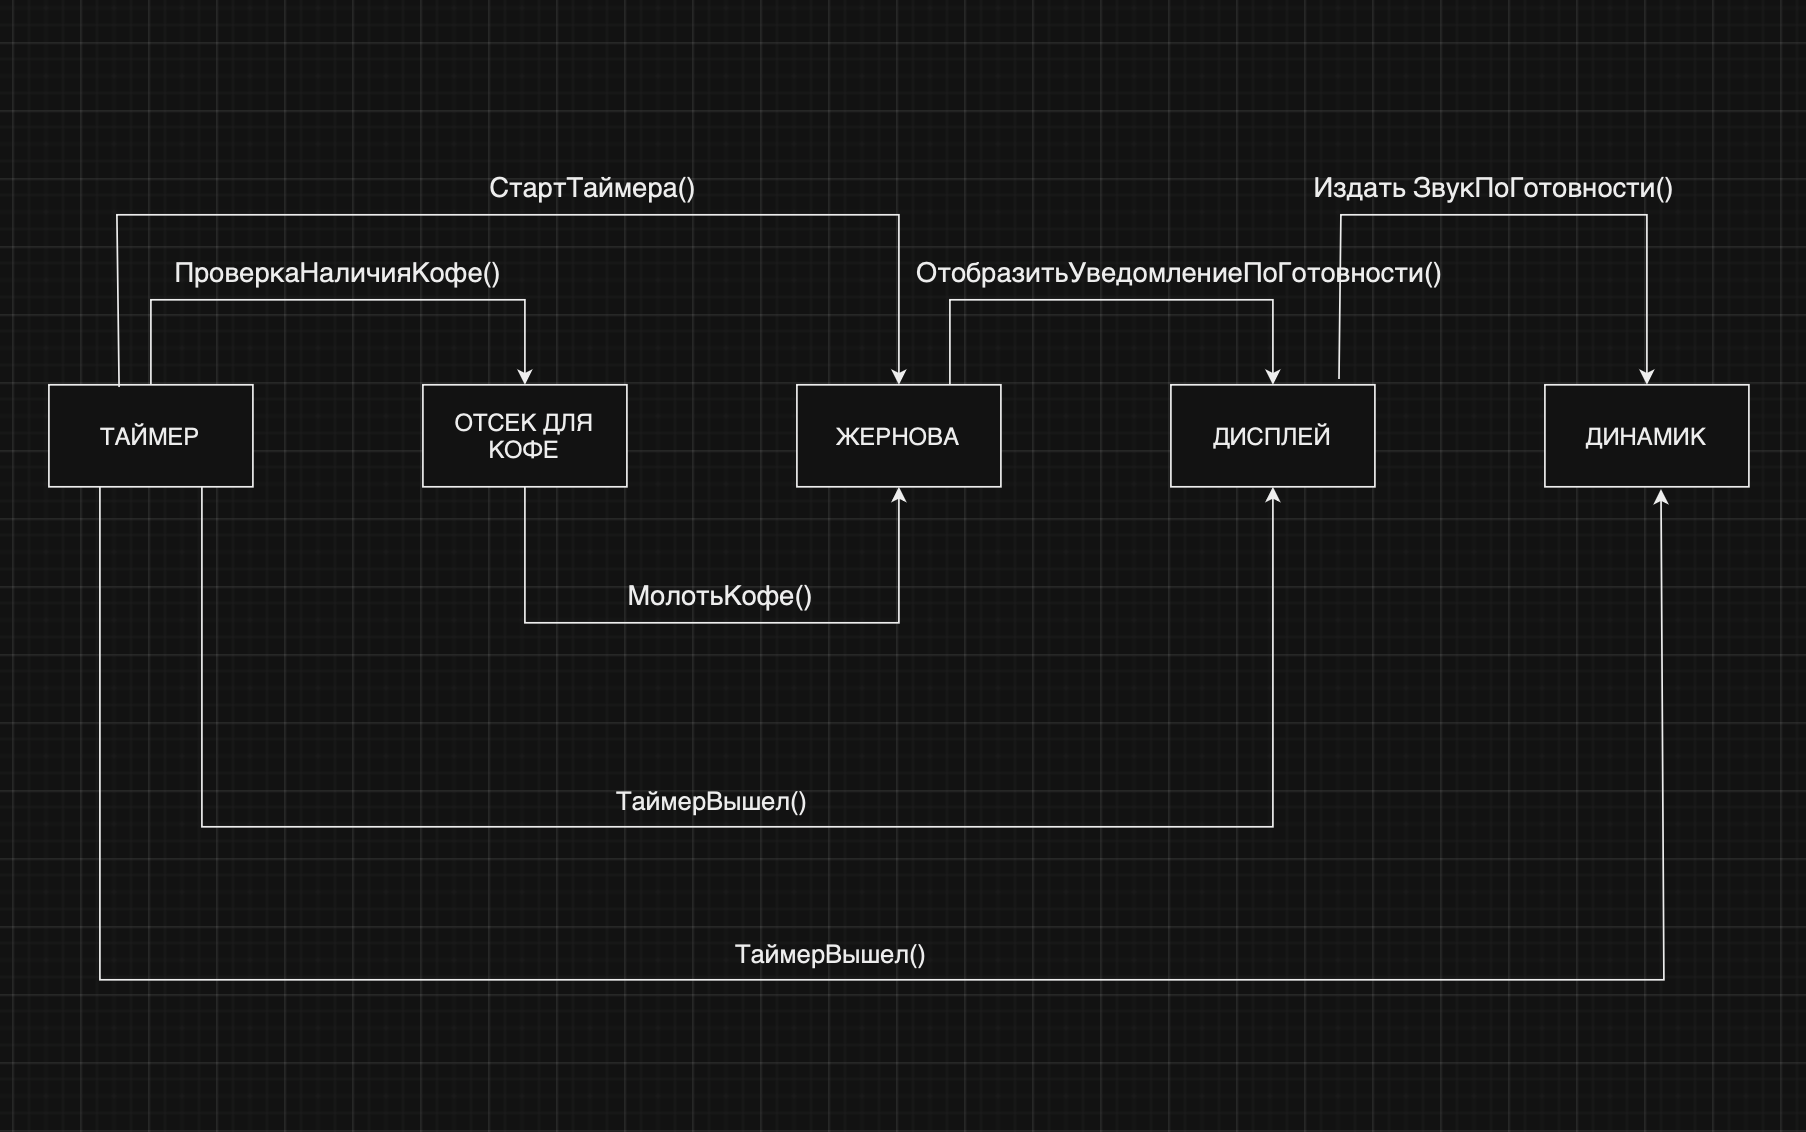 СтартТаймера()
Издать ЗвукПоГотовности()
ПроверкаНаличияКофе()
ОтобразитьУведомлениеПоГотовности()
ТАЙМЕР
ОТСЕК ДЛЯ
КОФЕ
ЖЕРНОВА
ДИСПЛЕЙ
ДИНАМИК
МолотьКофе()
ТаймерВышел()
ТаймерВышел()